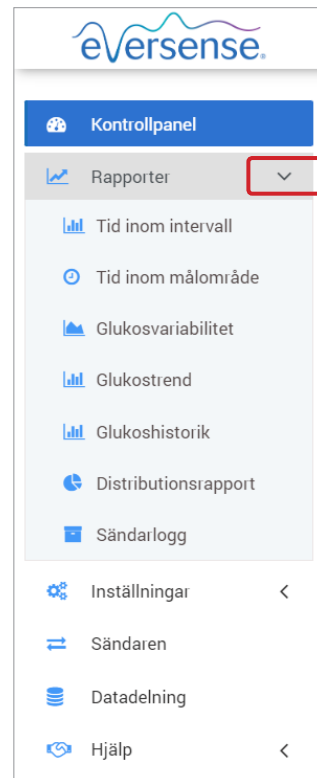 eversense.
Kontrollpanel
Rapporter
Tid inom intervall
Tid inom målområde
Glukosvariabilitet
Glukostrend
Glukoshistorik
Distributionsrapport
Sändarlogg
Inställningar
Sändaren
Datadelning
Hjälp